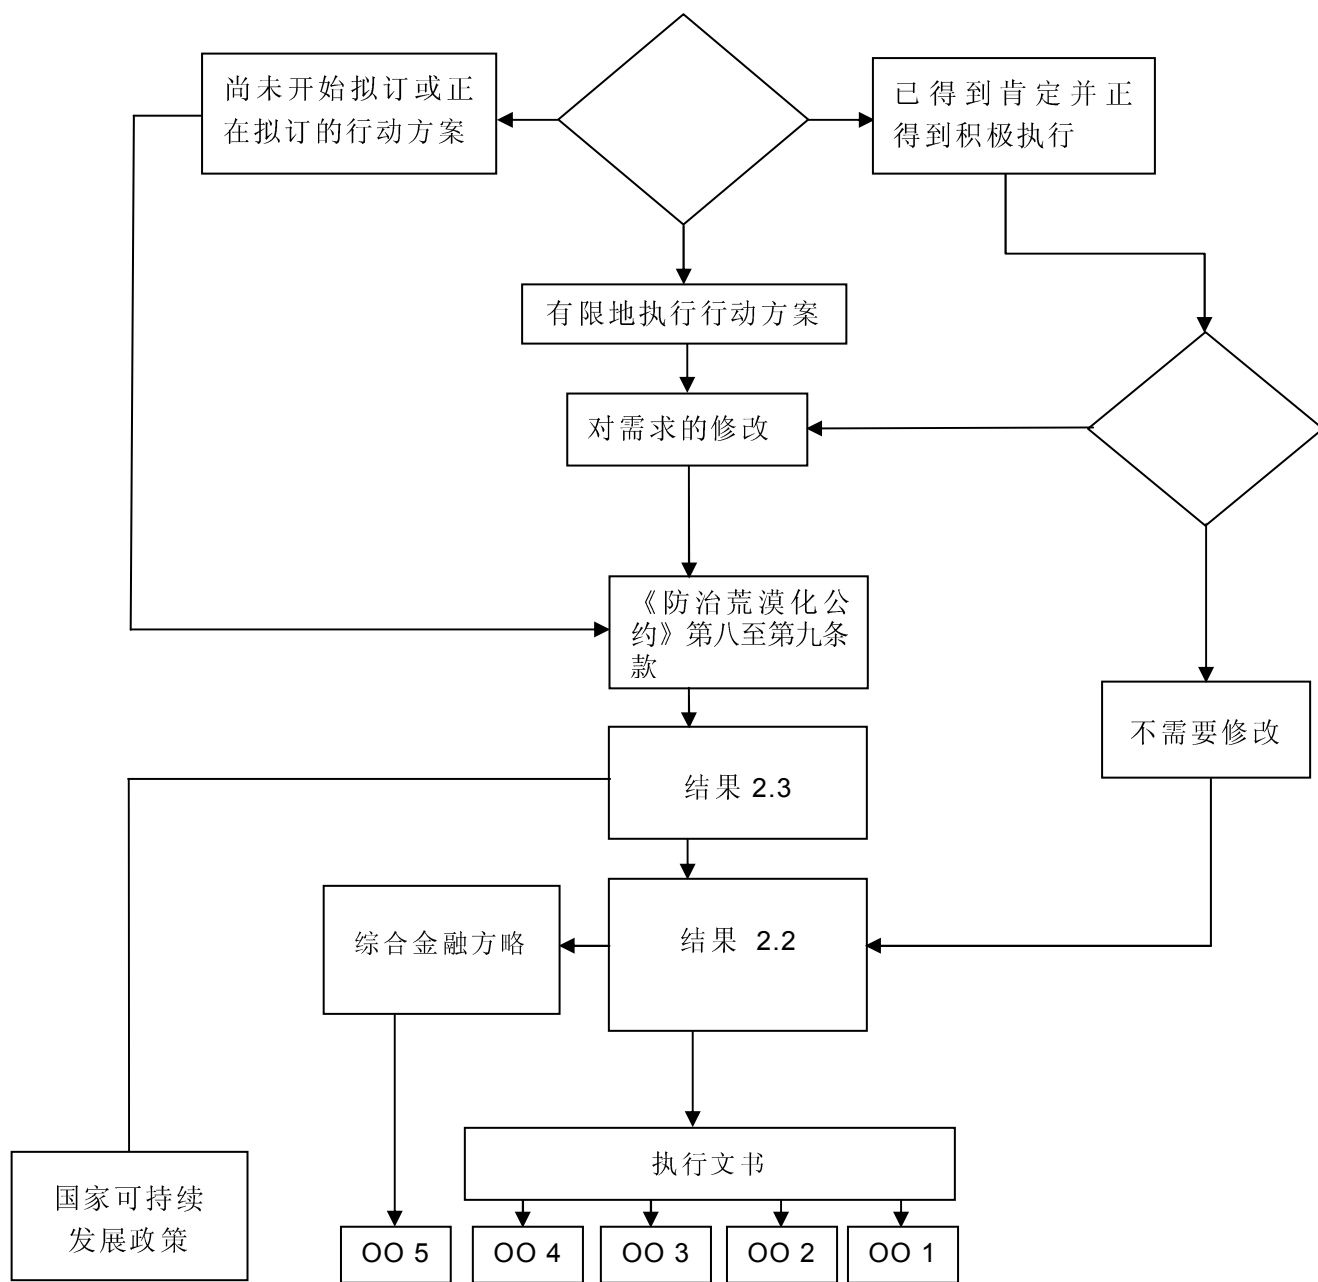 尚未开始拟订或正
在拟订的行动方案
已得到肯定并正
得到积极执行
有限地执行行动方案
对需求的修改
《防治荒漠化公
约》第八至第九条
款
不需要修改
结果 2.3
综合金融方略
结果 2.2
执行文书
国家可持续
发展政策
OO 5
OO 4
OO 3
OO 2
OO 1